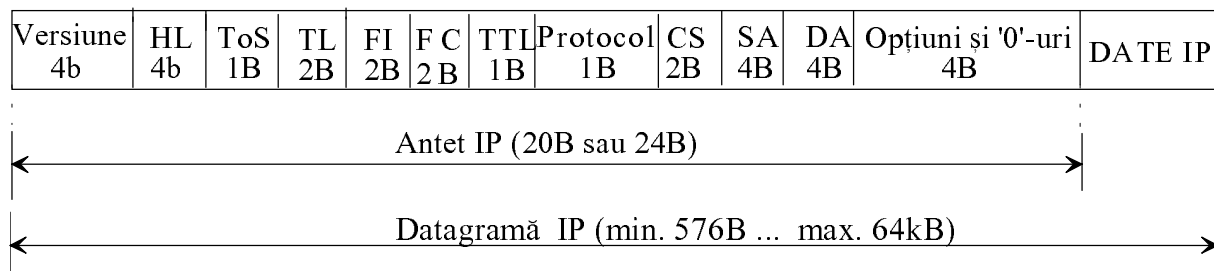 Versiune HL ToS TL FI F C TTL Protocol CS SA DA Opțiuni și '0'-uri DATE IP
4b 4b 1B 2B 2B 2 B 1B 1B 2B 4B 4B 4B
Antet IP (20B sau 24B)
Datagramă IP (min. 576B ... max. 64kB)